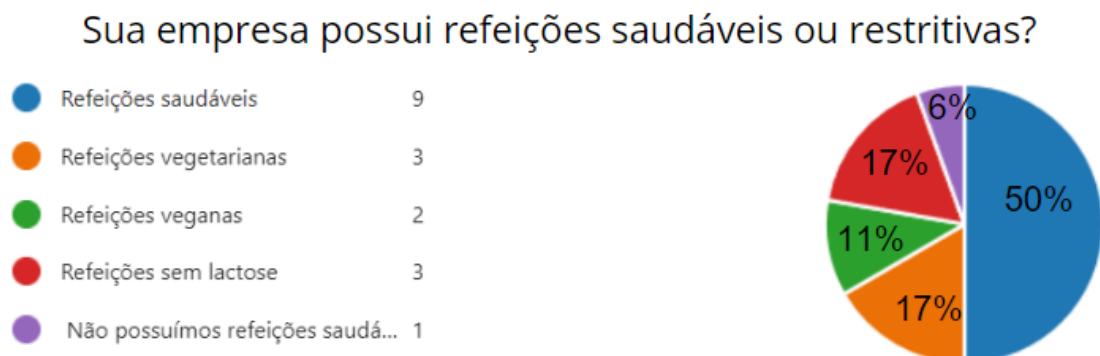 Sua empresa possui refeições saudáveis ou restritivas?
Refeições saudáveis 9
Refeições vegetarianas 3
Refeições veganas 2
Refeições sem lactose 3
Não possuímos refeições saudá... 1
6%
17%
50%
11%
17%